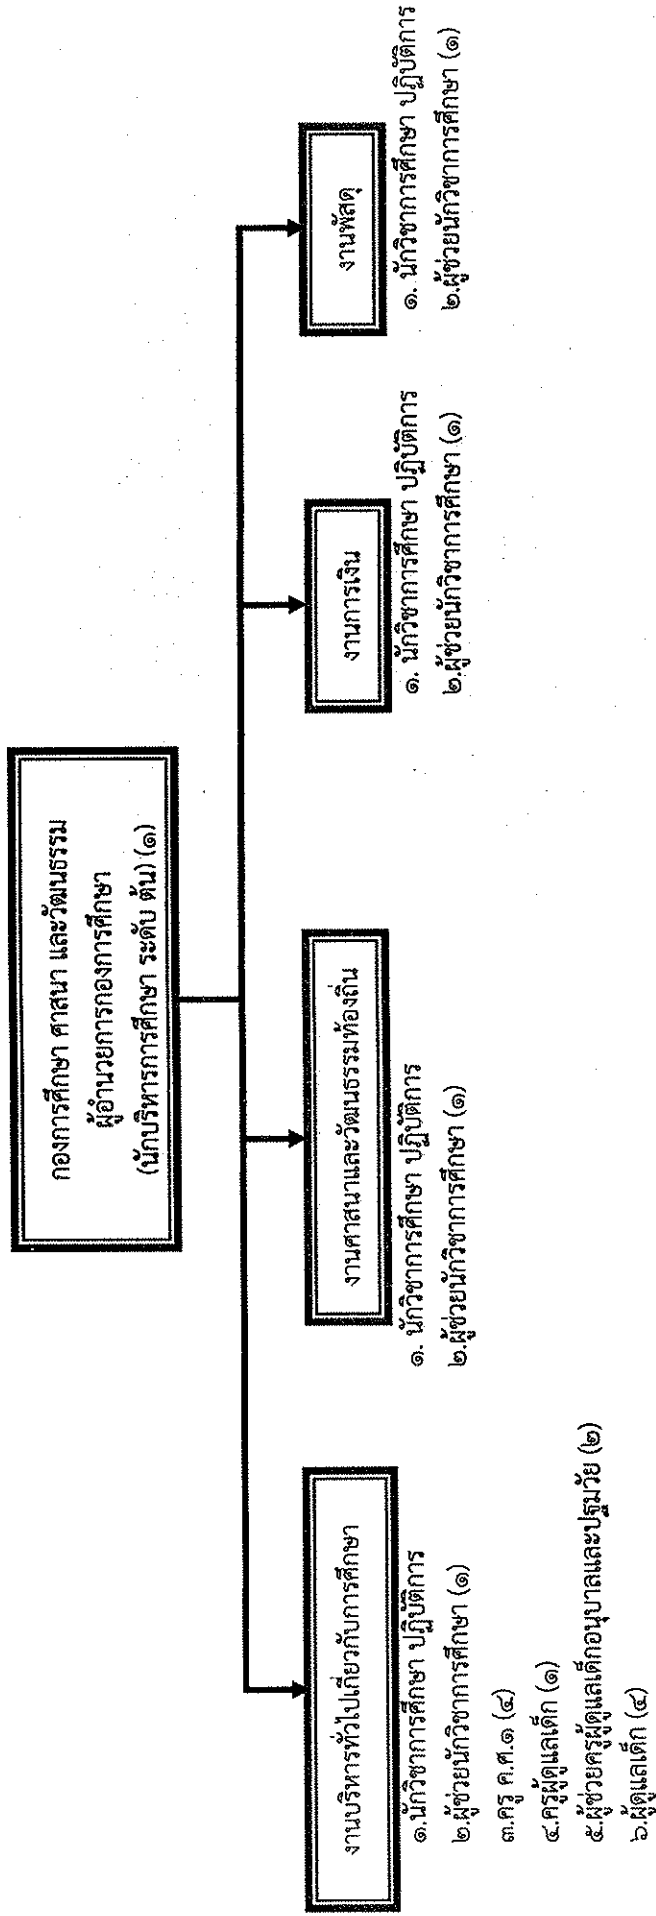 กองการศึกษา ศาสนา และวัฒนธรรม
ผู้อำนวยการกองการศึกษา
(นักบริหารการศึกษา ระดับ ต้น) (๑)
งานบริหารทั่วไปเกี่ยวกับการศึกษา
๑.นักวิชาการศึกษา ปฏิบัติการ
๒.ผู้ช่วยนักวิชาการศึกษา (๑)
๓.ครู ค.ศ.๑ (๔)
๔.ครูผู้ดูแลเด็ก (๑)
๕.ผู้ช่วยครูผู้ดูแลเด็กอนุบาลและปฐมวัย (๒)
๖.ผู้ดูแลเด็ก (๔)
งานศาสนาและวัฒนธรรมท้องถิ่น
๑. นักวิชาการศึกษา ปฏิบัติการ
๒.ผู้ช่วยนักวิชาการศึกษา (๑)
งานการเงิน
๑. นักวิชาการศึกษา ปฏิบัติการ
๒.ผู้ช่วยนักวิชาการศึกษา (๑)
งานพัสดุ
๑. นักวิชาการศึกษา ปฏิบัติการ
๒.ผู้ช่วยนักวิชาการศึกษา (๑)